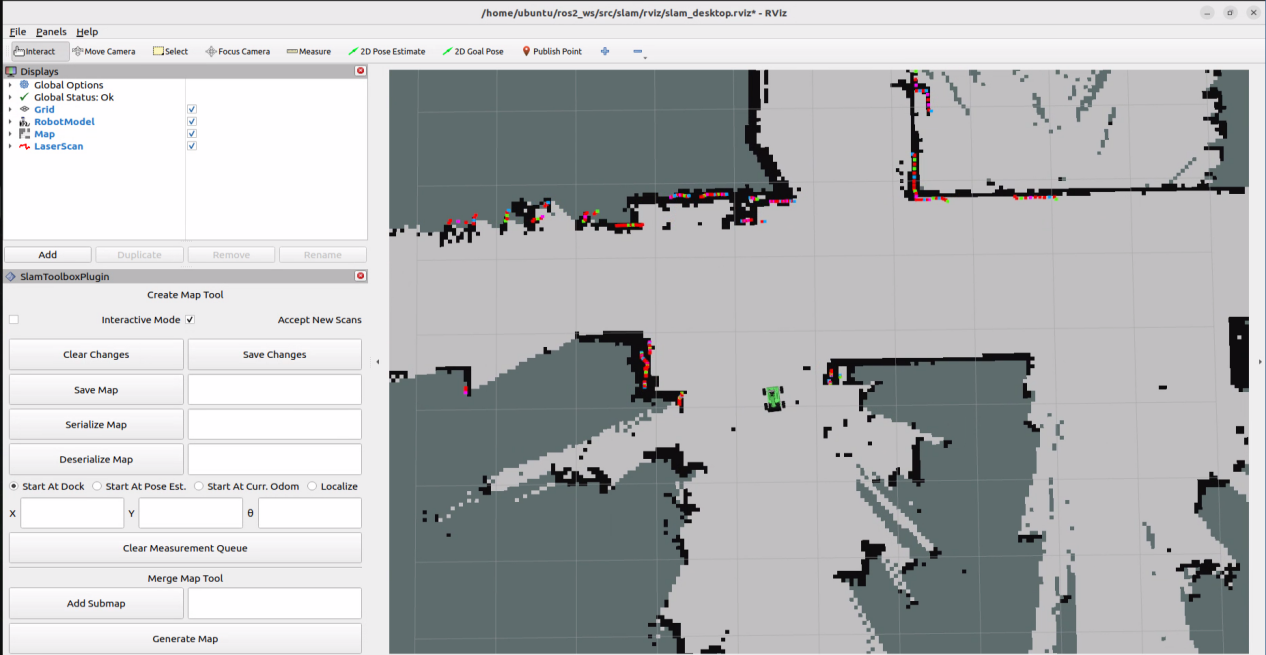 /home/ubuntu/ros2_ws/src/slam/rviz/slam_desktop.rviz* - RViz
File Panels Help
Interact Move Camera Select Focus Camera Measure 2D Pose Estimate 2D Goal Pose Publish Point
Displays
Global Options
Global Status: Ok
Grid
RobotModel
Map
LaserScan
Add Duplicate Remove Rename
SlamToolboxPlugin
Create Map Tool
Interactive Mode Accept New Scans
Clear Changes Save Changes
Save Map
Serialize Map
Deserialize Map
Start At Dock Start At Pose Est. Start At Curr. Odom Localize
X Y θ
Clear Measurement Queue
Merge Map Tool
Add Submap
Generate Map